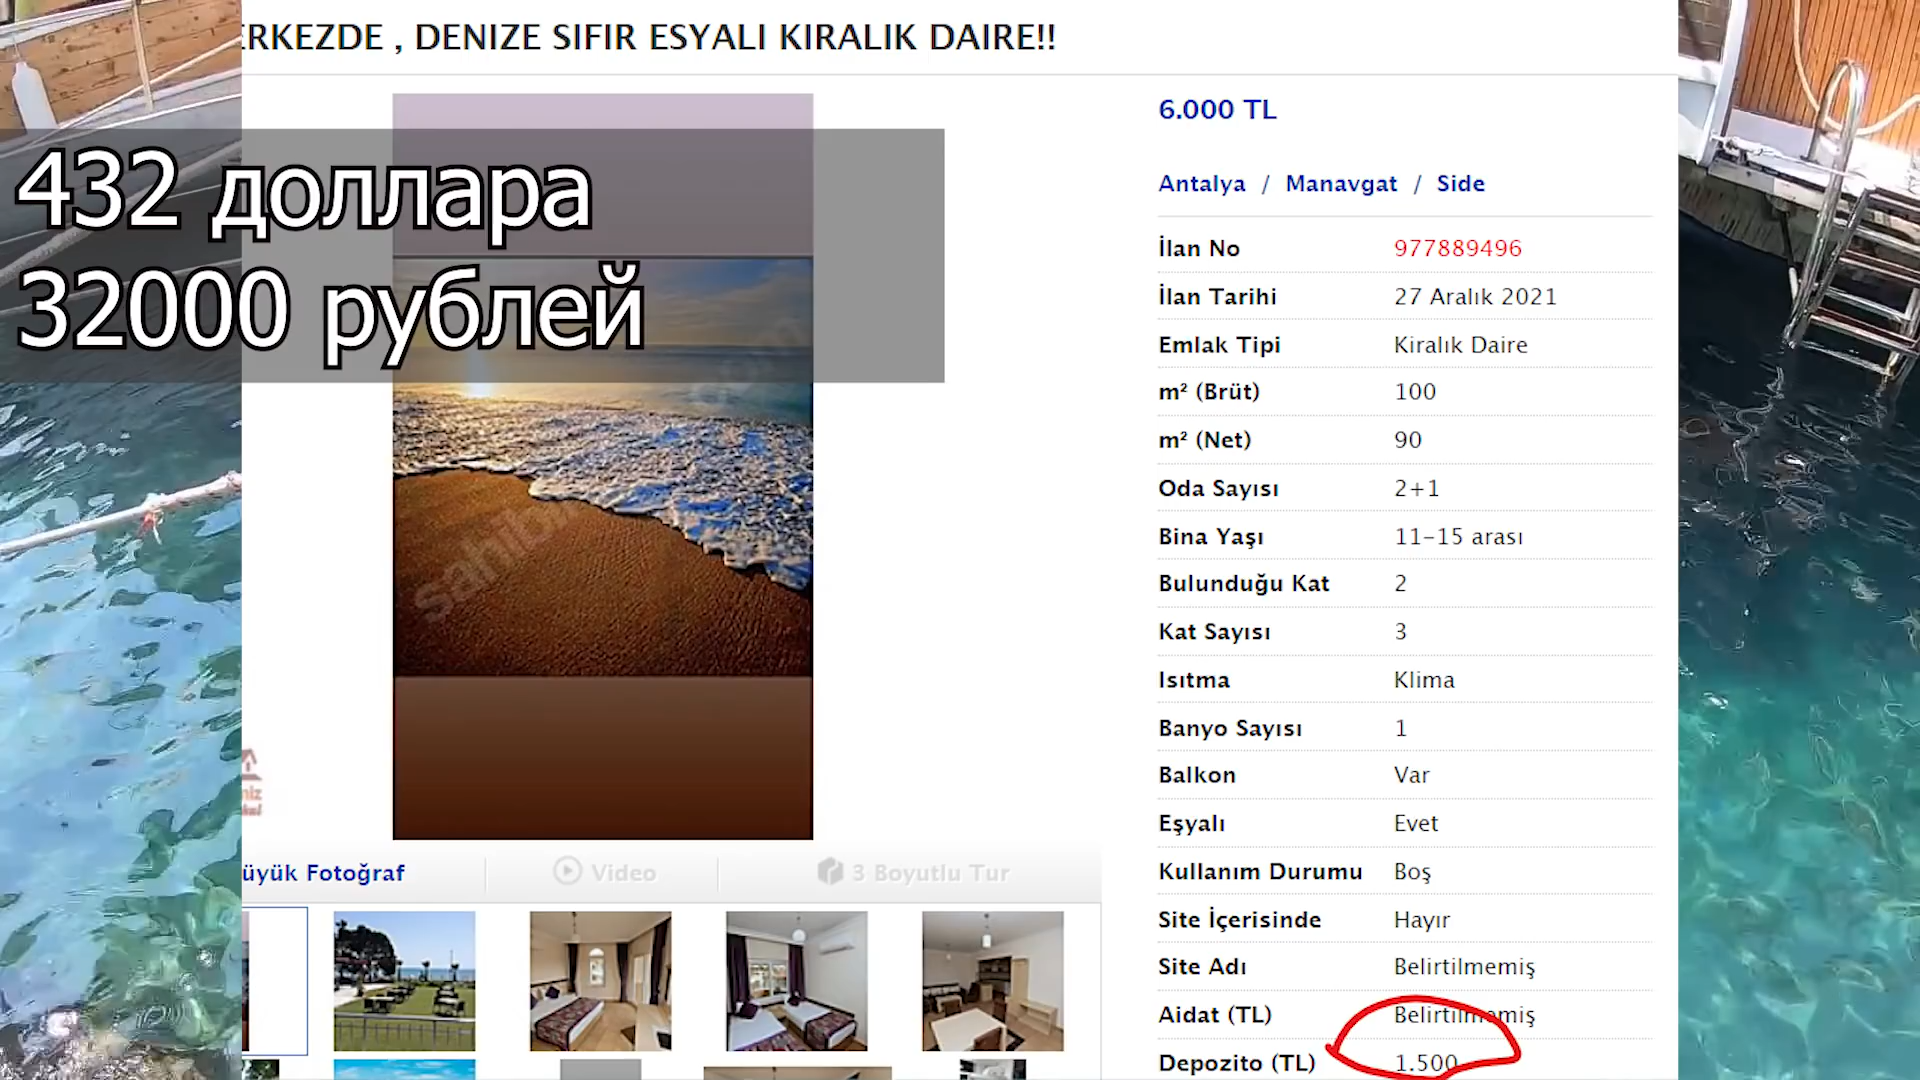 ERKEZDE , DENIZE SIFIR ESYALI KIRALIK DAIRE!!
432 доллара
32000 рублей
6.000 TL
Antalya / Manavgat / Side
İlan No 977889496
İlan Tarihi 27 Aralık 2021
Emlak Tipi Kiralık Daire
m² (Brüt) 100
m² (Net) 90
Oda Sayısı 2+1
Bina Yaşı 11-15 arası
Bulunduğu Kat 2
Kat Sayısı 3
Isıtma Klima
Banyo Sayısı 1
Balkon Var
Eşyalı Evet
Kullanım Durumu Boş
Site İçerisinde Hayır
Site Adı Belirtilmemiş
Aidat (TL) Belirtilmemiş
Depozito (TL) 1.500
üyük Fotoğraf
Video
3 Boyutlu Tur